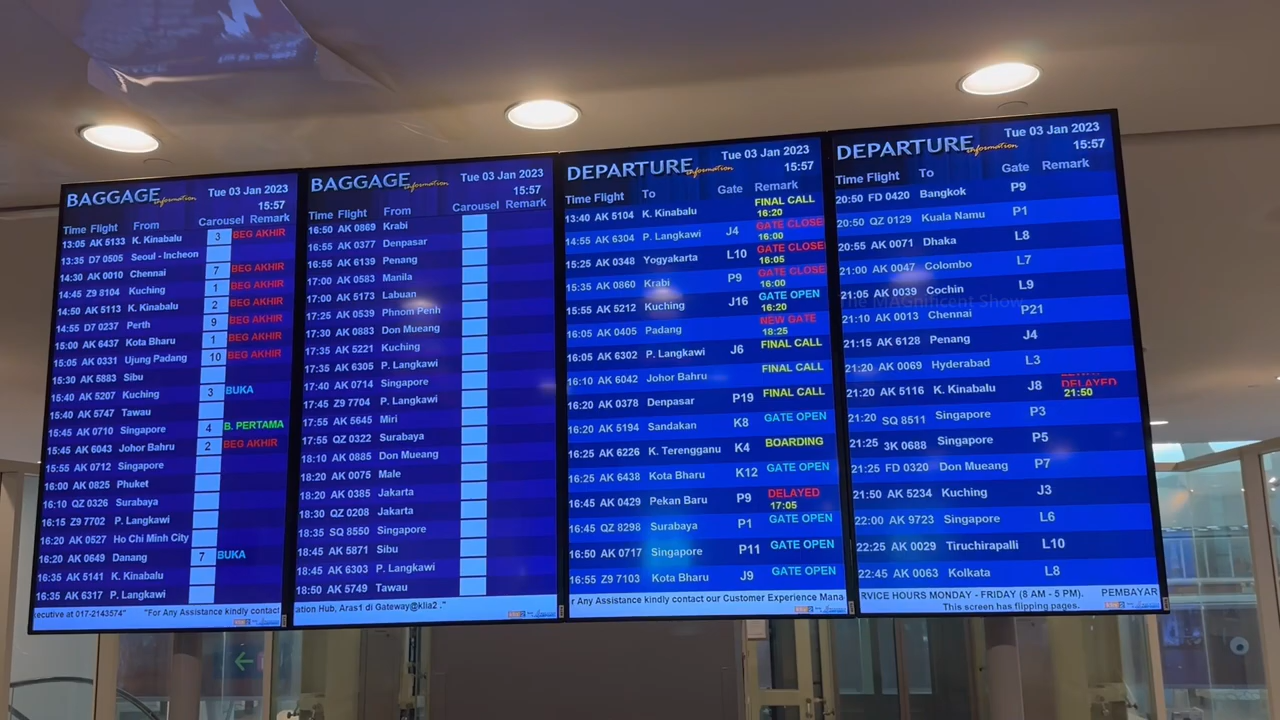 BAGGAGE information Tue 03 Jan 2023
15:57
Time Flight From Carousel Remark
13:05 AK 5133 K. Kinabalu 3 BEG AKHIR
13:35 D7 0505 Seoul - Incheon
14:30 AK 0010 Chennai 7 BEG AKHIR
14:45 Z9 8104 Kuching 1 BEG AKHIR
14:50 AK 5113 K. Kinabalu 2 BEG AKHIR
14:55 D7 0237 Perth 9 BEG AKHIR
15:00 AK 6437 Kota Bharu 1 BEG AKHIR
15:05 AK 0331 Ujung Padang 10 BEG AKHIR
15:30 AK 5883 Sibu
15:40 AK 5207 Kuching 3 BUKA
15:40 AK 5747 Tawau
15:45 AK 0710 Singapore 4 B. PERTAMA
15:45 AK 6043 Johor Bahru 2 BEG AKHIR
15:55 AK 0712 Singapore
16:00 AK 0825 Phuket
16:10 QZ 0326 Surabaya
16:15 Z9 7702 P. Langkawi
16:20 AK 0527 Ho Chi Minh City
16:20 AK 0649 Danang 7 BUKA
16:35 AK 5141 K. Kinabalu
16:35 AK 6317 P. Langkawi
xecutive at 017-2143574" "For Any Assistance kindly contact
BAGGAGE information Tue 03 Jan 2023
15:57
Time Flight From Carousel Remark
16:50 AK 0869 Krabi
16:55 AK 0377 Denpasar
16:55 AK 6139 Penang
17:00 AK 0583 Manila
17:00 AK 5173 Labuan
17:25 AK 0539 Phnom Penh
17:30 AK 0883 Don Mueang
17:35 AK 5221 Kuching
17:35 AK 6305 P. Langkawi
17:40 AK 0714 Singapore
17:45 Z9 7704 P. Langkawi
17:55 AK 5645 Miri
17:55 QZ 0322 Surabaya
18:10 AK 0885 Don Mueang
18:20 AK 0075 Male
18:20 AK 0385 Jakarta
18:30 QZ 0208 Jakarta
18:35 SQ 8550 Singapore
18:45 AK 5871 Sibu
18:45 AK 6303 P. Langkawi
18:50 AK 5749 Tawau
ation Hub, Aras1 di Gateway@klia2 ."
DEPARTURE information Tue 03 Jan 2023
15:57
Time Flight To Gate Remark
13:40 AK 5104 K. Kinabalu FINAL CALL
16:20
14:55 AK 6304 P. Langkawi J4 GATE CLOSE
16:00
15:25 AK 0348 Yogyakarta L10 GATE CLOSE
16:05
15:35 AK 0860 Krabi P9 GATE CLOSE
16:00
15:55 AK 5212 Kuching J16 GATE OPEN
16:20
16:05 AK 0405 Padang NEW GATE
18:25
16:05 AK 6302 P. Langkawi J6 FINAL CALL
16:10 AK 6042 Johor Bahru FINAL CALL
16:20 AK 0378 Denpasar P19 FINAL CALL
16:20 AK 5194 Sandakan K8 GATE OPEN
16:25 AK 6226 K. Terengganu K4 BOARDING
16:25 AK 6438 Kota Bharu K12 GATE OPEN
16:45 AK 0429 Pekan Baru P9 DELAYED
17:05
16:45 QZ 8298 Surabaya P1 GATE OPEN
16:50 AK 0717 Singapore P11 GATE OPEN
16:55 Z9 7103 Kota Bharu J9 GATE OPEN
r Any Assistance kindly contact our Customer Experience Mana
DEPARTURE information Tue 03 Jan 2023
15:57
Time Flight To Gate Remark
20:50 FD 0420 Bangkok P9
20:50 QZ 0129 Kuala Namu P1
20:55 AK 0071 Dhaka L8
21:00 AK 0047 Colombo L7
21:05 AK 0039 Cochin L9
The MAGnificent Show
21:10 AK 0013 Chennai P21
21:15 AK 6128 Penang J4
21:20 AK 0069 Hyderabad L3
21:20 AK 5116 K. Kinabalu J8 DELAYED
21:50
21:20 SQ 8511 Singapore P3
21:25 3K 0688 Singapore P5
21:25 FD 0320 Don Mueang P7
21:50 AK 5234 Kuching J3
22:00 AK 9723 Singapore L6
22:25 AK 0029 Tiruchirapalli L10
22:45 AK 0063 Kolkata L8
RVICE HOURS MONDAY - FRIDAY (8 AM - 5 PM). PEMBAYAR
This screen has flipping pages.